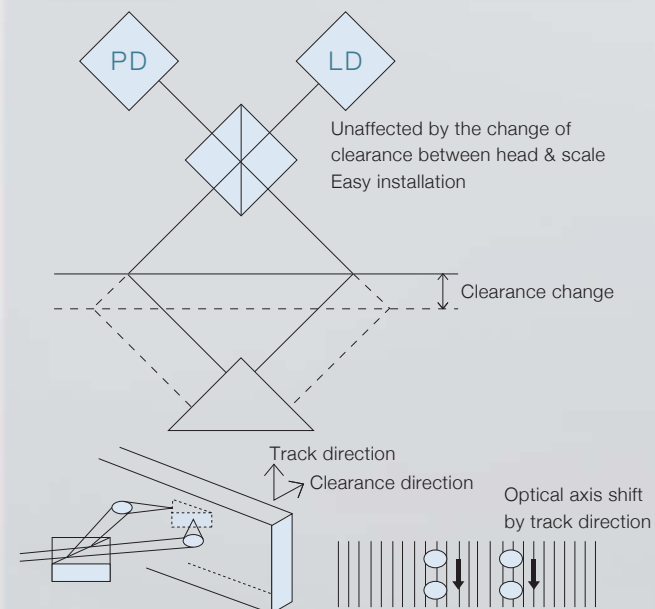 PD
LD
Unaffected by the change of
clearance between head & scale
Easy installation
Clearance change
Track direction
Clearance direction
Optical axis shift
by track direction